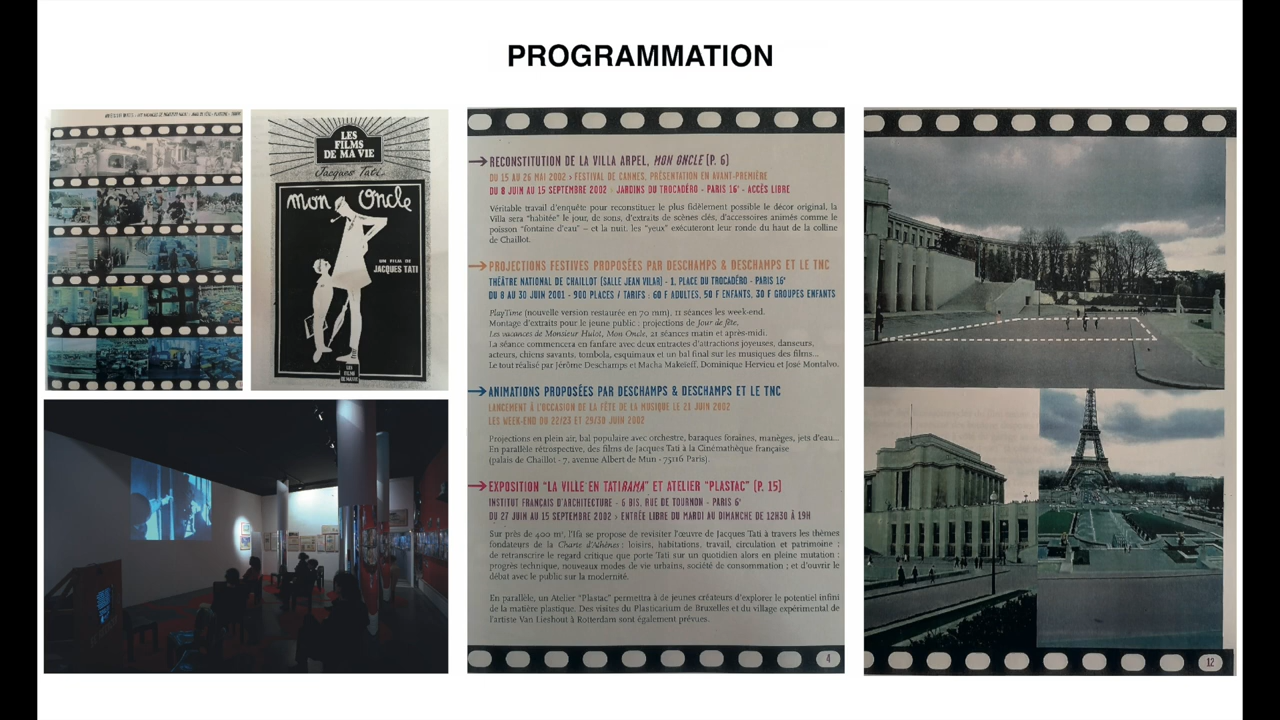 PROGRAMMATION
LES
FILMS
DE MA VIE
Jacques Tati
mon Oncle
UN FILM DE
JACQUES TATI
LES
FILMS
DE MA VIE
RECONSTITUTION DE LA VILLA ARPEL, MON ONCLE (P. 6)
DU 15 AU 26 MAI 2002 > FESTIVAL DE CANNES, PRÉSENTATION EN AVANT-PREMIÈRE
DU 8 JUIN AU 15 SEPTEMBRE 2002 - JARDINS DU TROCADÉRO - PARIS 16e - ACCÈS LIBRE
Véritable travail d'enquête pour reconstituer le plus fidèlement possible le décor original, la
Villa sera "habitée" le jour, de sons, d'extraits de scènes clés, d'accessoires animés comme le
poisson "fontaine d'eau" – et la nuit, les "yeux" exécuteront leur ronde du haut de la colline
de Chaillot.
PROJECTIONS FESTIVES PROPOSÉES PAR DESCHAMPS & DESCHAMPS ET LE TNC
THÉÂTRE NATIONAL DE CHAILLOT (SALLE JEAN VILAR) - 1, PLACE DU TROCADÉRO - PARIS 16e
DU 8 AU 30 JUIN 2001 - 900 PLACES / TARIFS : 60 F ADULTES, 50 F ENFANTS, 30 F GROUPES ENFANTS
PlayTime (nouvelle version restaurée en 70 mm), 11 séances les week-end.
Montage d'extraits pour le jeune public : projections de Jour de fête,
Les vacances de Monsieur Hulot, Mon Oncle, 21 séances matin et après-midi.
La séance commencera en fanfare avec deux entractes d'attractions joyeuses, danseurs,
acteurs, chiens savants, tombola, esquimaux et un bal final sur les musiques des films...
Le tout réalisé par Jérôme Deschamps et Macha Makeïeff, Dominique Hervieu et José Montalvo.
ANIMATIONS PROPOSÉES PAR DESCHAMPS & DESCHAMPS ET LE TNC
LANCEMENT À L'OCCASION DE LA FÊTE DE LA MUSIQUE LE 21 JUIN 2002
LES WEEK-END DU 22/23 ET 29/30 JUIN 2002
Projections en plein air, bal populaire avec orchestre, baraques foraines, manèges, jets d'eau...
En parallèle rétrospective, des films de Jacques Tati à la Cinémathèque française
(palais de Chaillot - 7, avenue Albert de Mun - 75116 Paris).
EXPOSITION "LA VILLE EN TATIRAMA" ET ATELIER "PLASTAC" (P. 15)
INSTITUT FRANÇAIS D'ARCHITECTURE - 6 BIS, RUE DE TOURNON - PARIS 6e
DU 27 JUIN AU 15 SEPTEMBRE 2002 > ENTRÉE LIBRE DU MARDI AU DIMANCHE DE 12H30 À 19H
Sur près de 400 m², l'Ifa se propose de revisiter l'œuvre de Jacques Tati à travers les thèmes
fondateurs de la Charte d'Athènes : loisirs, habitations, travail, circulation et patrimoine ;
de retranscrire le regard critique que porte Tati sur un quotidien alors en pleine mutation :
progrès technique, nouveaux modes de vie urbains, société de consommation ; et d'ouvrir le
débat avec le public sur la modernité.
En parallèle, un Atelier "Plastac" permettra à de jeunes créateurs d'explorer le potentiel infini
de la matière plastique. Des visites du Plasticarium de Bruxelles et du village expérimental de
l'artiste Van Lieshout à Rotterdam sont également prévues.
4
12